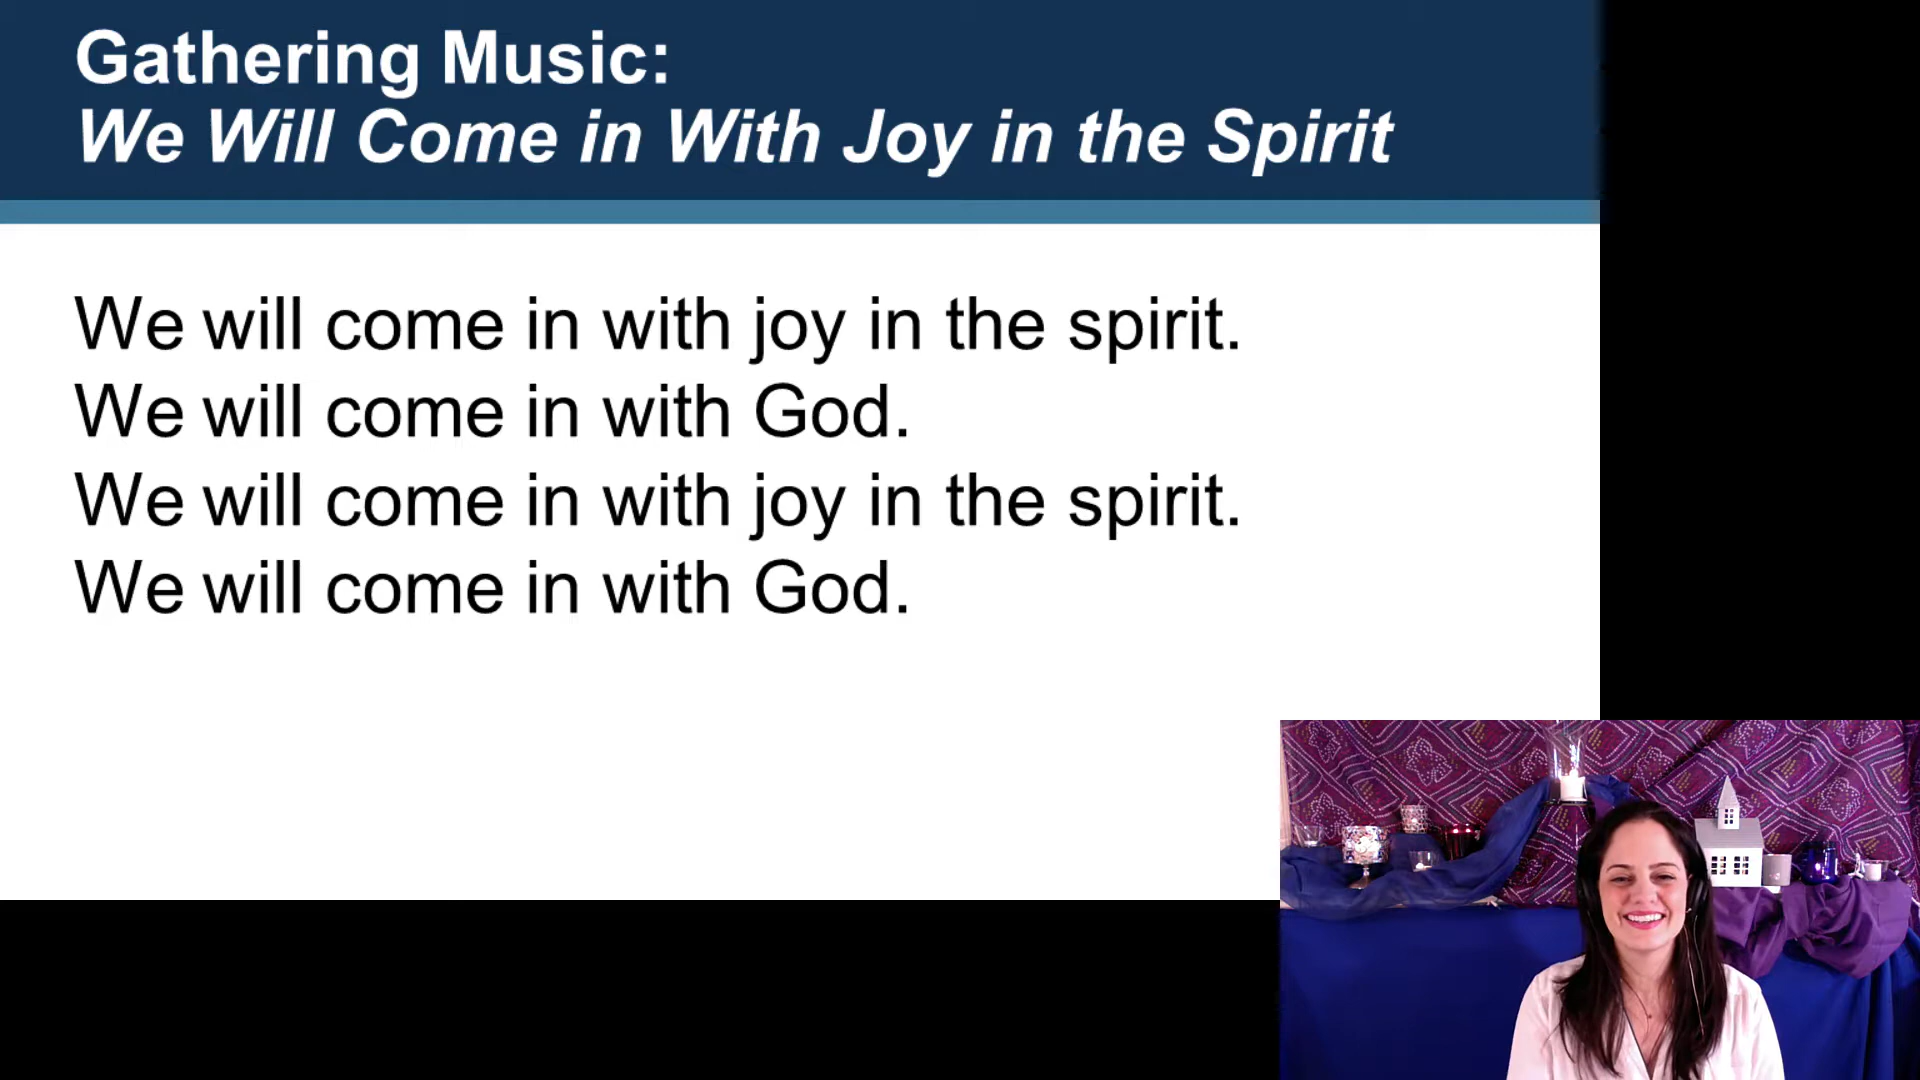 Gathering Music:
We Will Come in With Joy in the Spirit
We will come in with joy in the spirit.
We will come in with God.
We will come in with joy in the spirit.
We will come in with God.